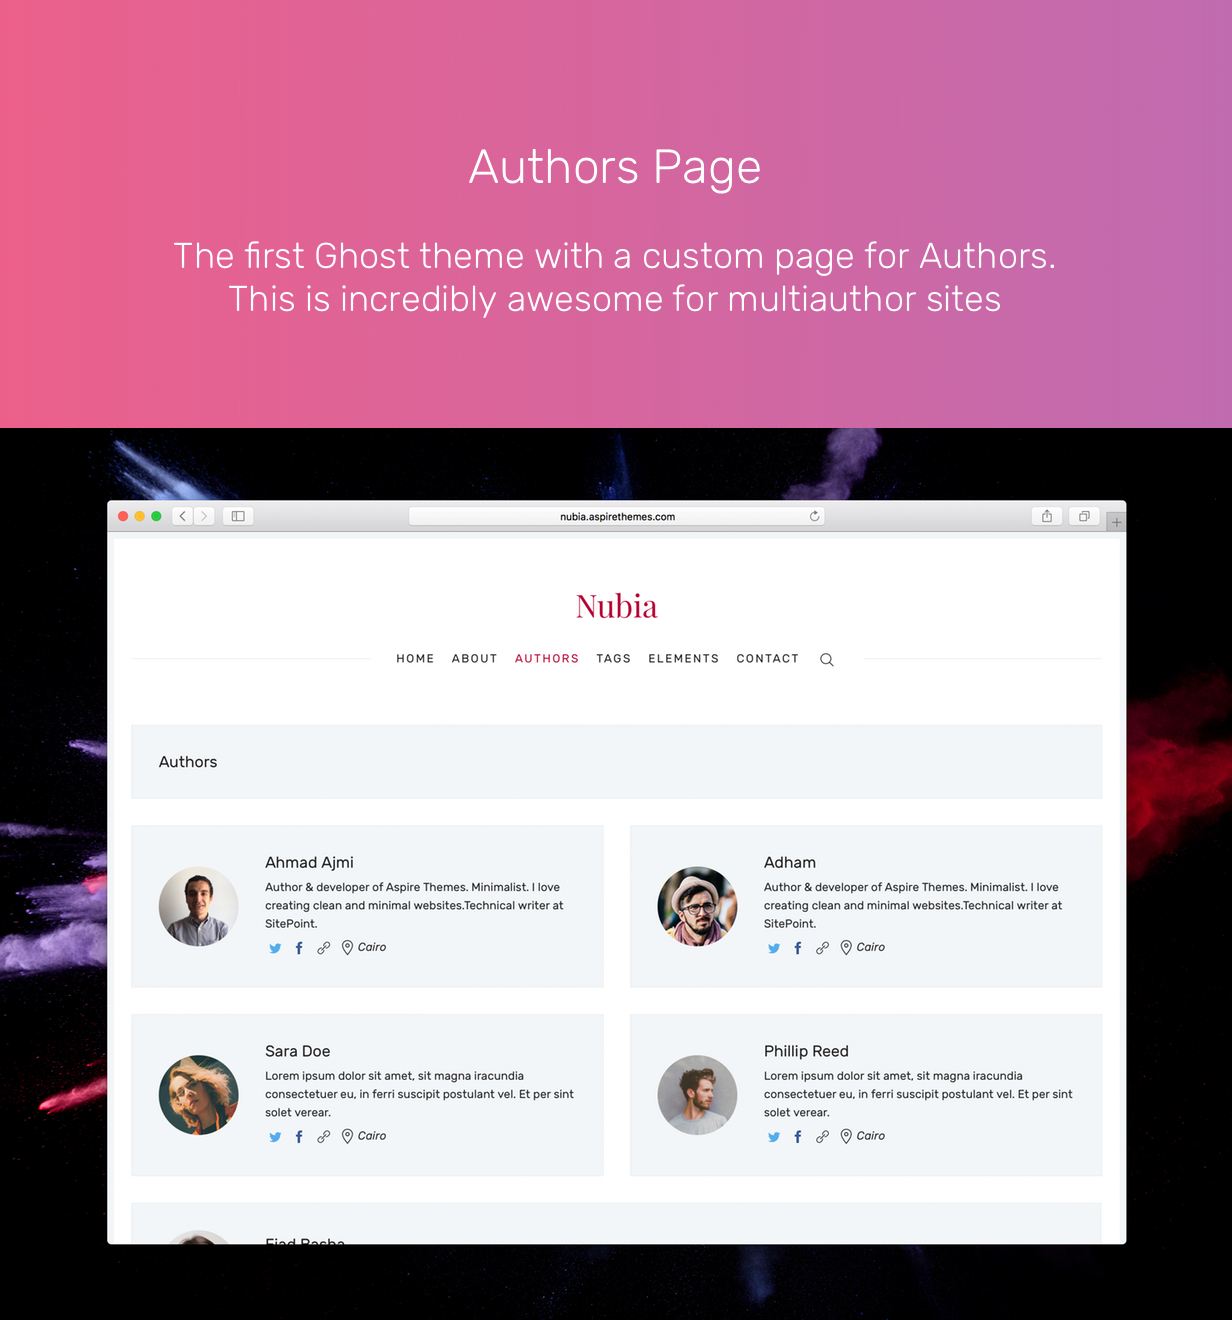 Authors Page
The first Ghost theme with a custom page for Authors.
This is incredibly awesome for multiauthor sites
nubia.aspirethemes.com
Nubia
HOME ABOUT AUTHORS TAGS ELEMENTS CONTACT
Authors
Ahmad Ajmi
Author & developer of Aspire Themes. Minimalist. I love
creating clean and minimal websites.Technical writer at
SitePoint.
Cairo
Adham
Author & developer of Aspire Themes. Minimalist. I love
creating clean and minimal websites.Technical writer at
SitePoint.
Cairo
Sara Doe
Lorem ipsum dolor sit amet, sit magna iracundia
consectetuer eu, in ferri suscipit postulant vel. Et per sint
solet verear.
Cairo
Phillip Reed
Lorem ipsum dolor sit amet, sit magna iracundia
consectetuer eu, in ferri suscipit postulant vel. Et per sint
solet verear.
Cairo